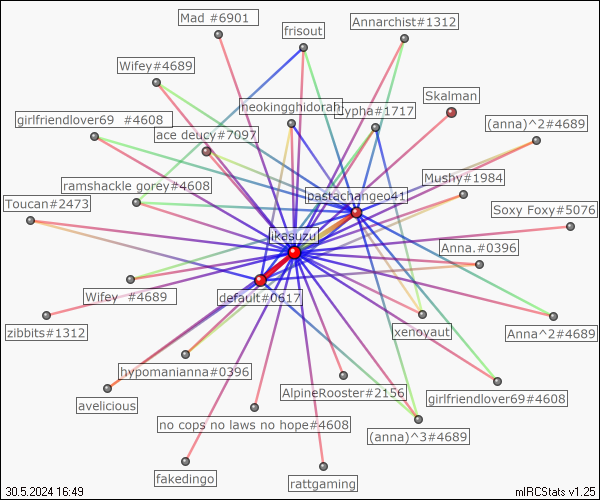 Mad #6901
frisout
Annarchist#1312
Wifey#4689
Skalman
neokingghidorah
hypha#1717
girlfriendlover69 #4608
ace deucy#7097
(anna)^2#4689
Mushy#1984
ramshackle gorey#4608
pastachangeo41
Toucan#2473
Soxy Foxy#5076
ikasuzu
Anna.#0396
Wifey #4689
default#0617
zibbits#1312
xenoyaut
Anna^2#4689
hypomanianna#0396
AlpineRooster#2156
avelicious
girlfriendlover69#4608
no cops no laws no hope#4608
(anna)^3#4689
fakedingo
rattgaming
30.5.2024 16:49
mIRCStats v1.25